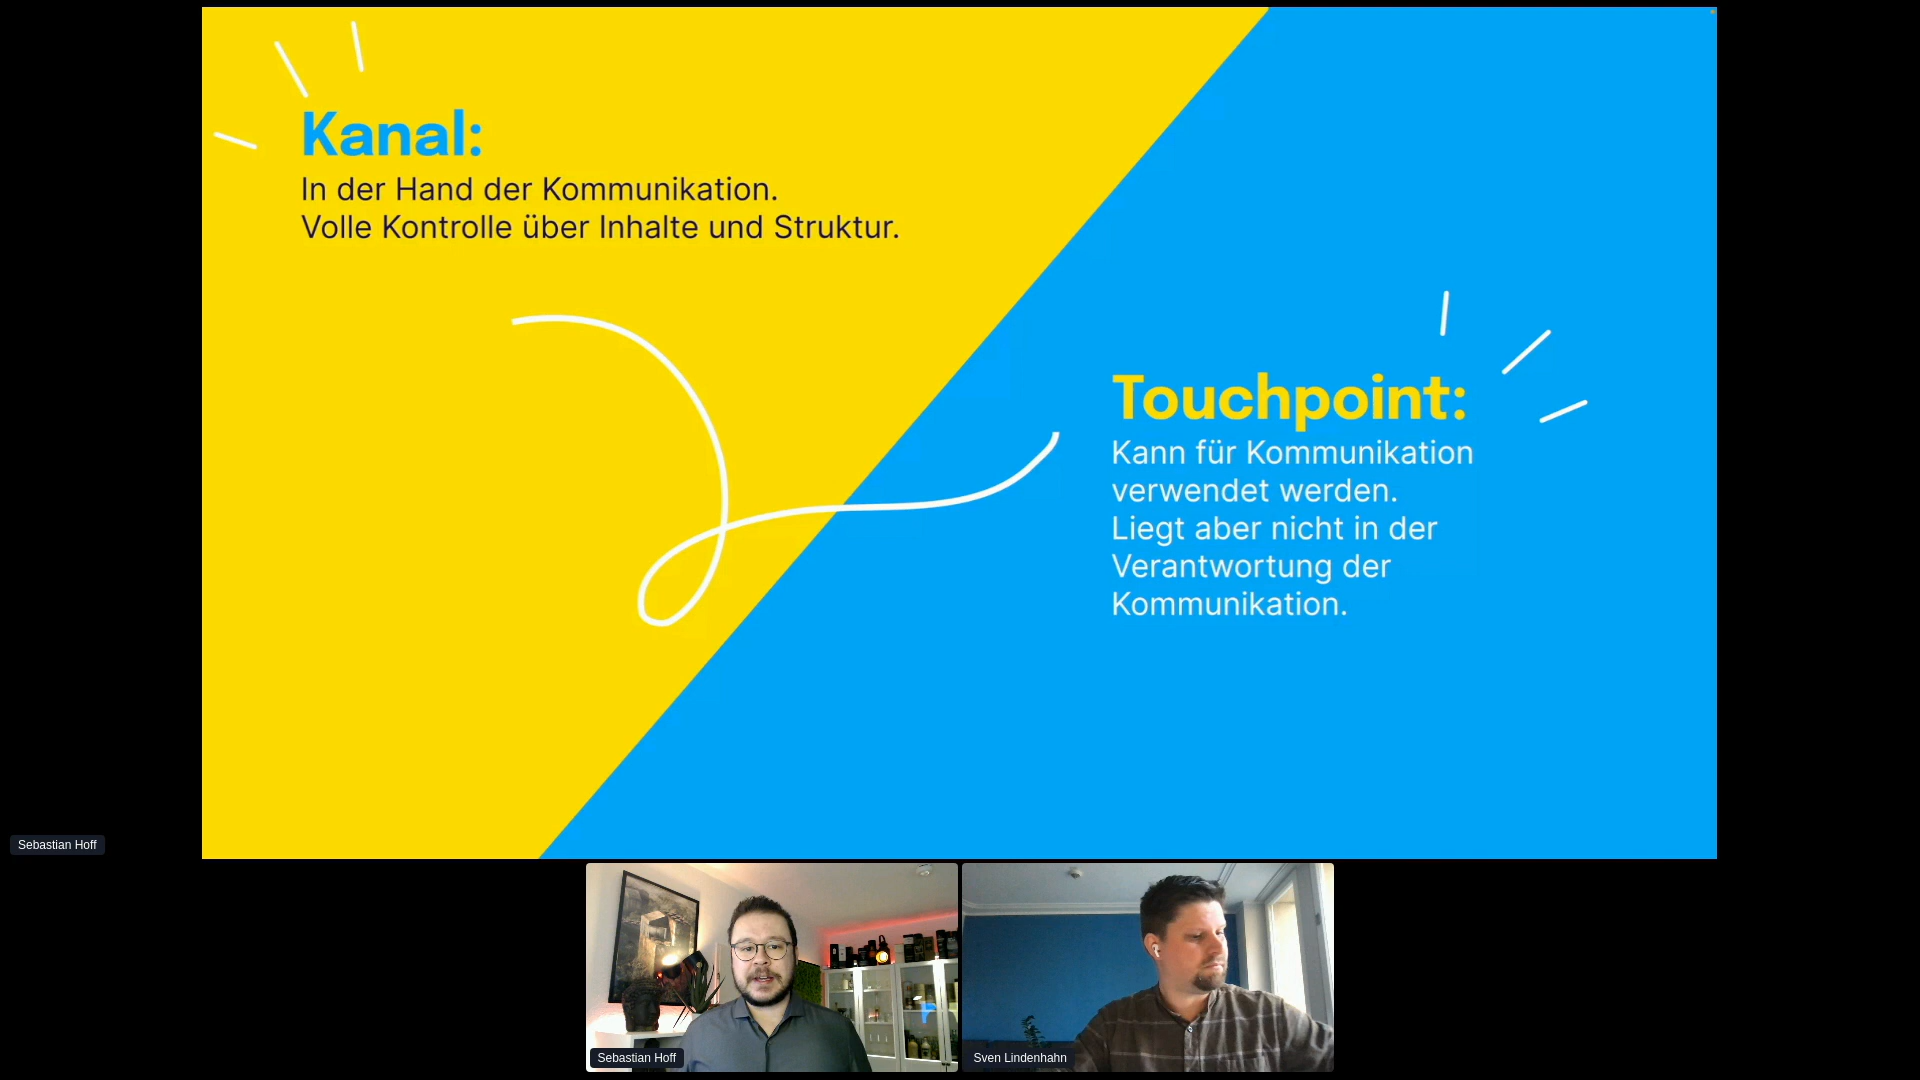 Kanal:
In der Hand der Kommunikation.
Volle Kontrolle über Inhalte und Struktur.
Touchpoint:
Kann für Kommunikation
verwendet werden.
Liegt aber nicht in der
Verantwortung der
Kommunikation.
Sebastian Hoff
Sebastian Hoff
Sven Lindenhahn